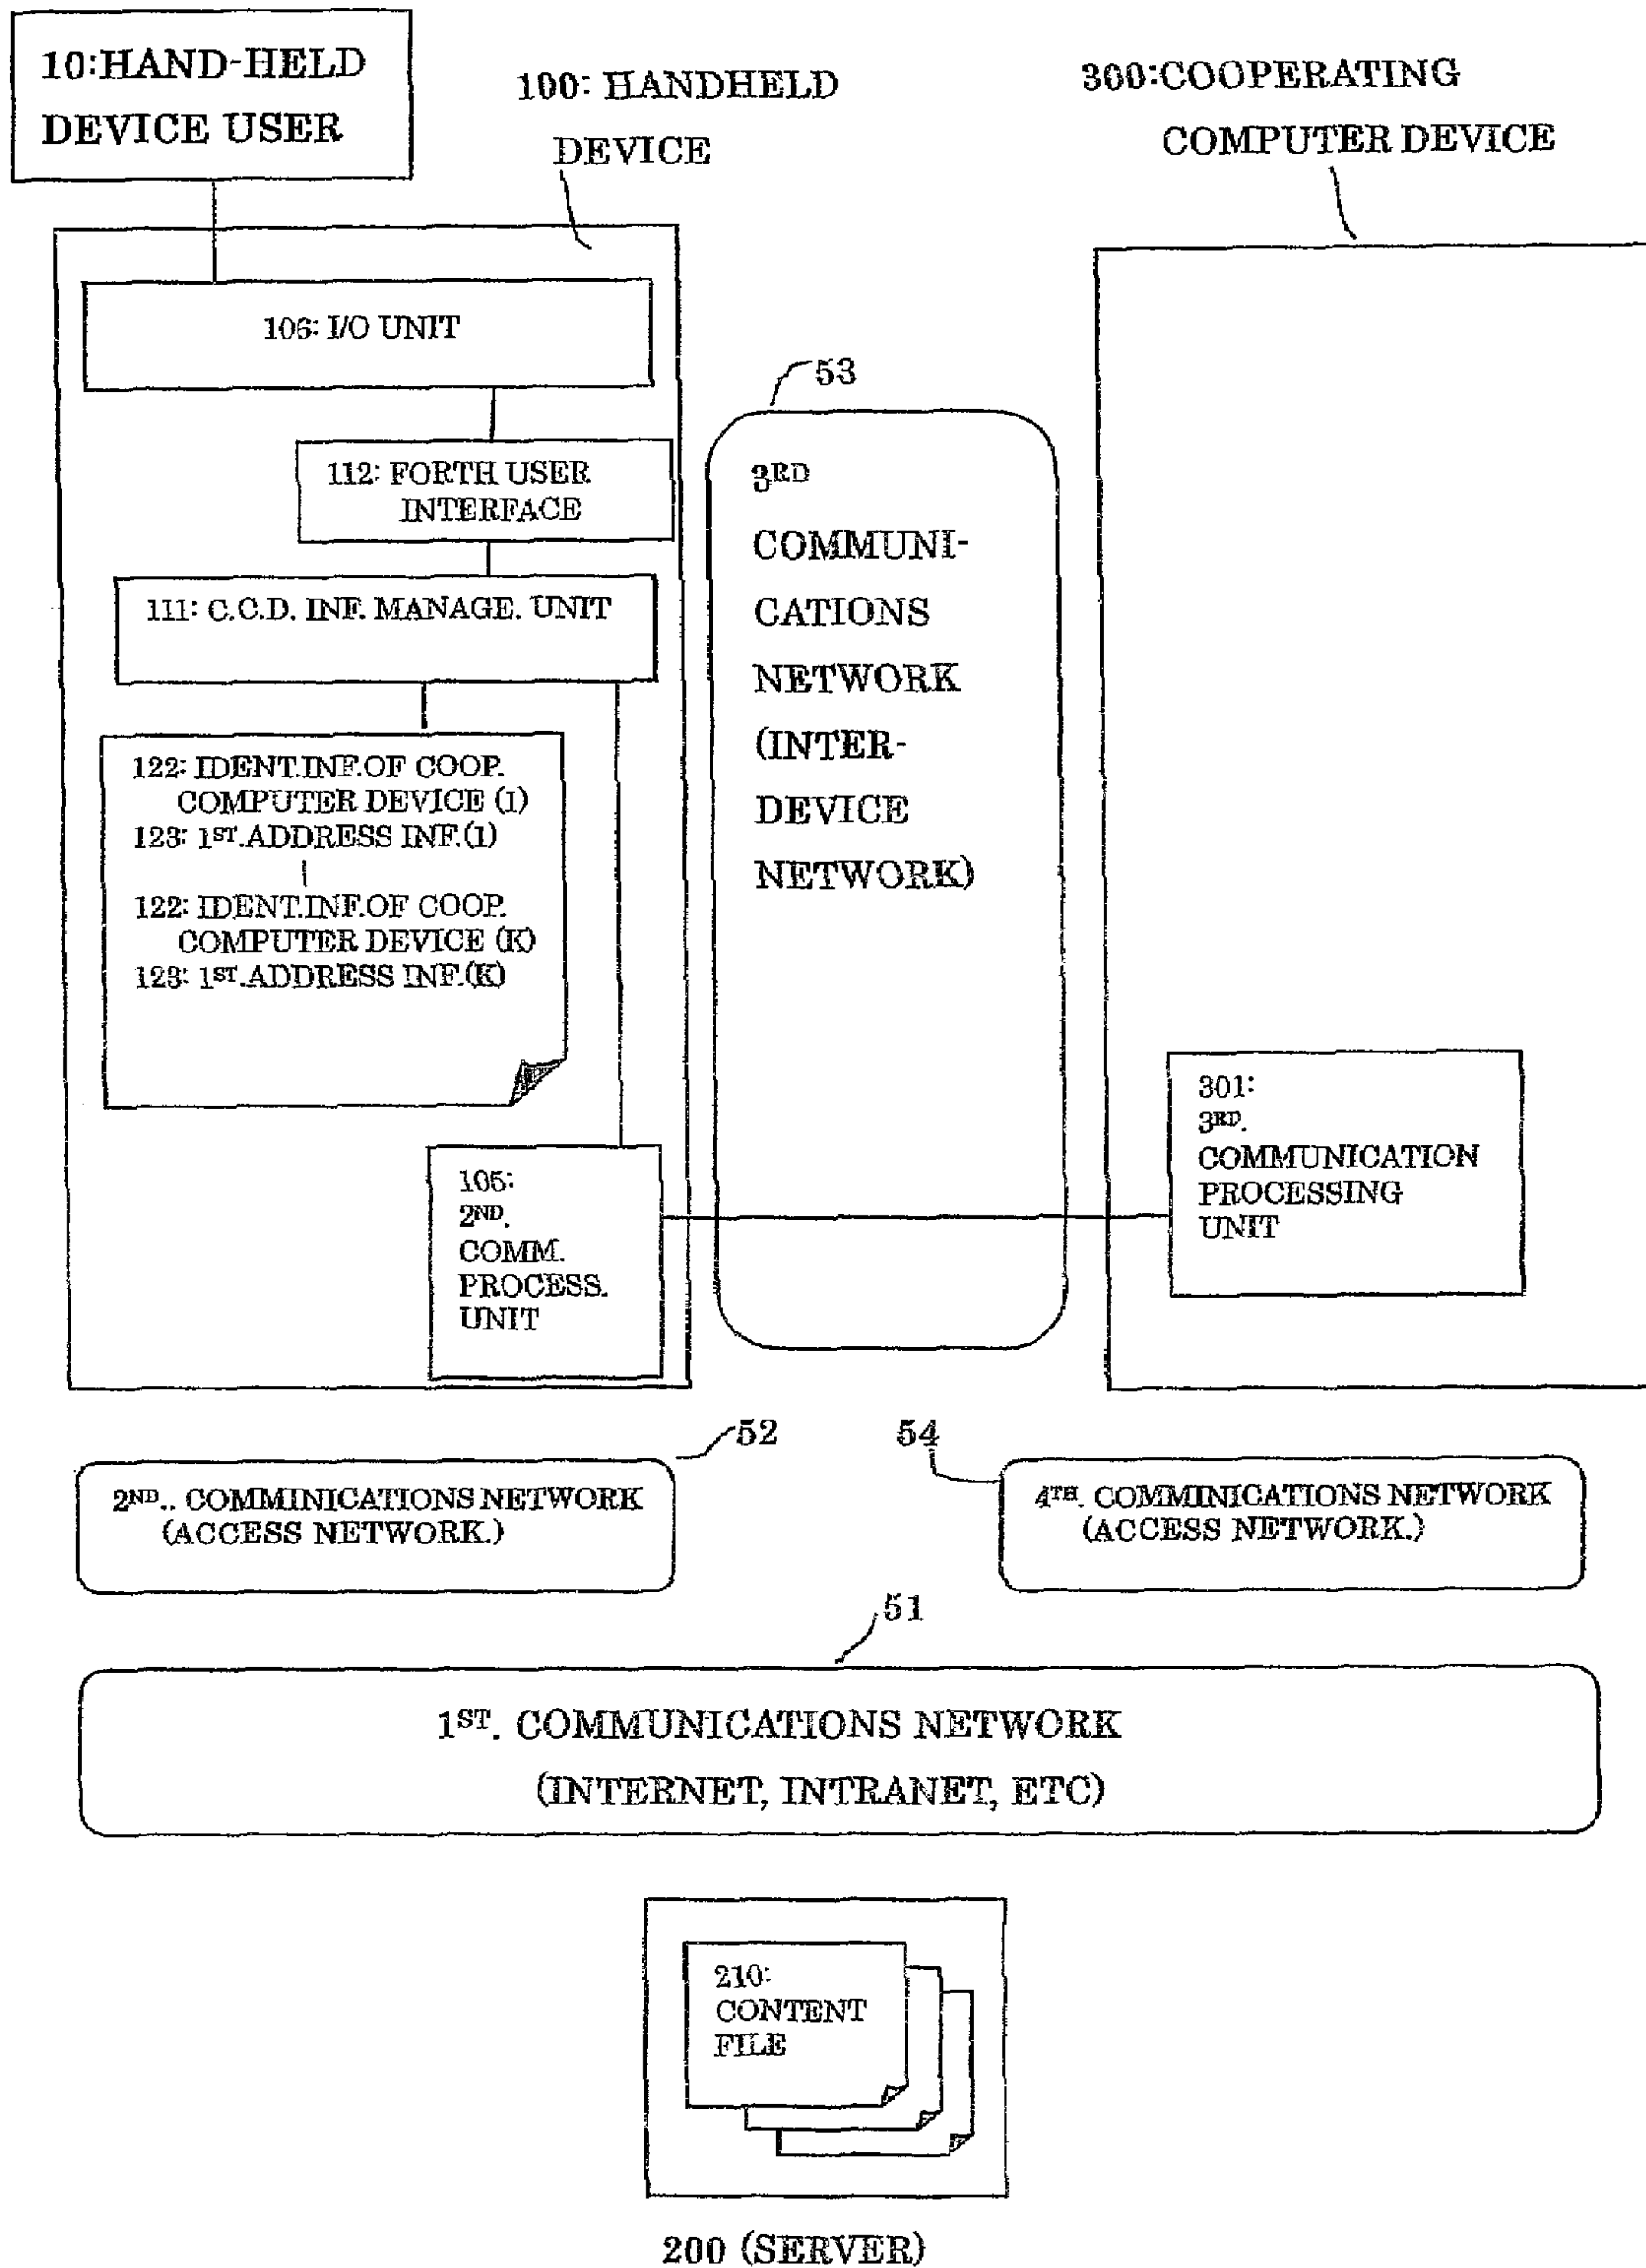 10:HAND-HELD
DEVICE USER
100: HANDHELD
DEVICE
300:COOPERATING
COMPUTER DEVICE
106: I/O UNIT
112: FORTH USER
INTERFACE
111: C.C.D. INF. MANAGE. UNIT
122: IDENT.INF.OF COOP.
COMPUTER DEVICE (1)
123: 1ST.ADDRESS INF.(1)
122: IDENT.INF.OF COOP.
COMPUTER DEVICE (K)
123: 1ST.ADDRESS INF.(K)
105:
2ND.
COMM.
PROCESS.
UNIT
53
3RD
COMMUNI-
CATIONS
NETWORK
(INTER-
DEVICE
NETWORK)
301:
3RD.
COMMUNICATION
PROCESSING
UNIT
52
2ND.. COMMINICATIONS NETWORK
(ACCESS NETWORK.)
54
4TH. COMMINICATIONS NETWORK
(ACCESS NETWORK.)
51
1ST. COMMUNICATIONS NETWORK
(INTERNET, INTRANET, ETC)
210:
CONTENT
FILE
200 (SERVER)